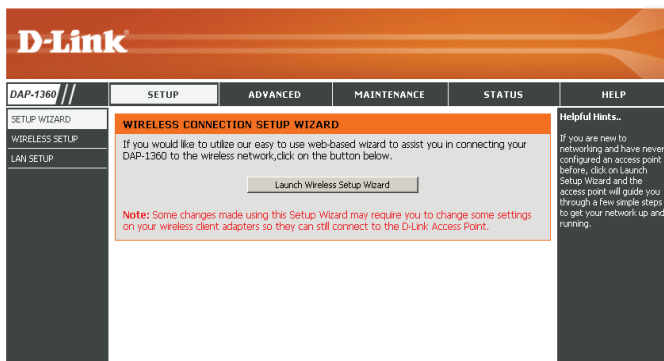 D-Link
DAP-1360
SETUP
ADVANCED
MAINTENANCE
STATUS
HELP
SETUP WIZARD
WIRELESS SETUP
LAN SETUP
WIRELESS CONNECTION SETUP WIZARD
If you would like to utilize our easy to use web-based wizard to assist you in connecting your
DAP-1360 to the wireless network,click on the button below.
Launch Wireless Setup Wizard
Note: Some changes made using this Setup Wizard may require you to change some settings
on your wireless client adapters so they can still connect to the D-Link Access Point.
Helpful Hints..
If you are new to
networking and have never
configured an access point
before, click on Launch
Setup Wizard and the
access point will guide you
through a few simple steps
to get your network up and
running.